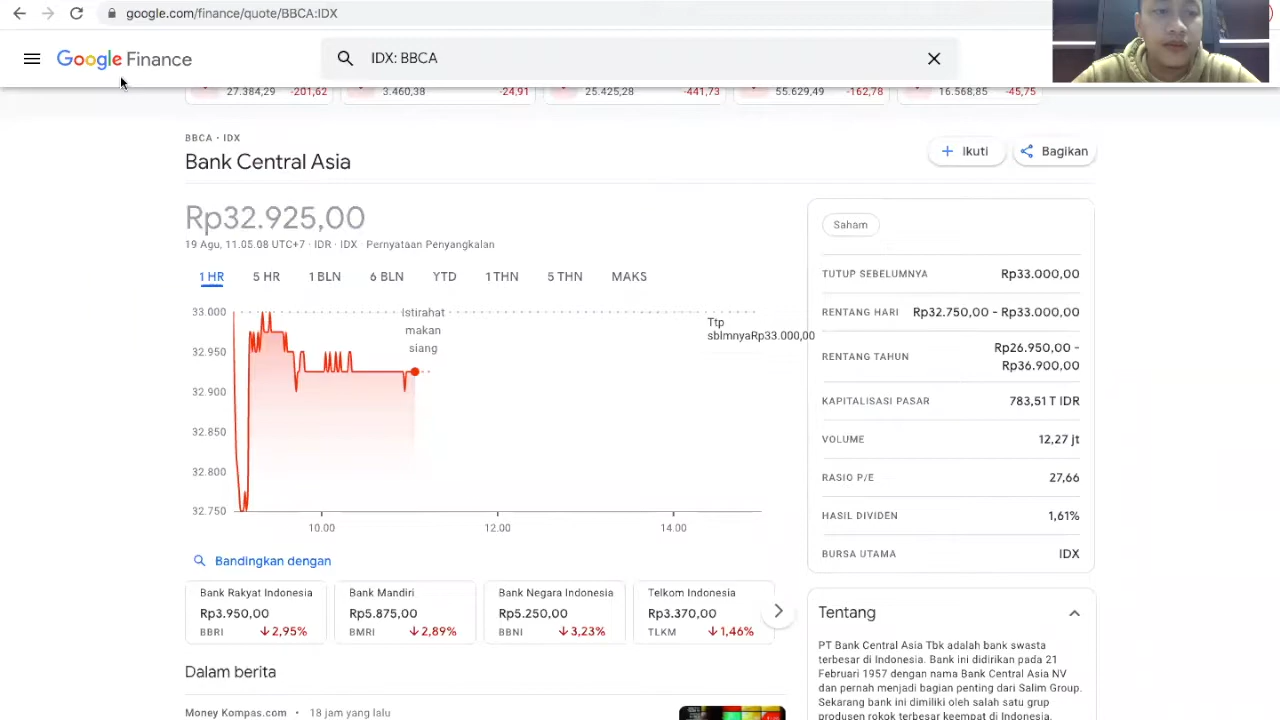 google.com/finance/quote/BBCA:IDX
Google Finance
IDX: BBCA
27.384,29 -201,62 3.460,38 -24,91 25.425,28 -441,73 55.629,49 -162,78 16.568,85 -45,75
BBCA • IDX
Bank Central Asia
Ikuti
Bagikan
Rp32.925,00
19 Agu, 11.05.08 UTC+7 · IDR · IDX · Pernyataan Penyangkalan
1 HR 5 HR 1 BLN 6 BLN YTD 1 THN 5 THN MAKS
33.000
32.950
32.900
32.850
32.800
32.750
Istirahat
makan
siang
Ttp
sblmnyaRp33.000,00
10.00 12.00 14.00
Saham
TUTUP SEBELUMNYA Rp33.000,00
RENTANG HARI Rp32.750,00 - Rp33.000,00
RENTANG TAHUN Rp26.950,00 -
Rp36.900,00
KAPITALISASI PASAR 783,51 T IDR
VOLUME 12,27 jt
RASIO P/E 27,66
HASIL DIVIDEN 1,61%
BURSA UTAMA IDX
Bandingkan dengan
Bank Rakyat Indonesia
Rp3.950,00
BBRI ↓2,95%
Bank Mandiri
Rp5.875,00
BMRI ↓2,89%
Bank Negara Indonesia
Rp5.250,00
BBNI ↓3,23%
Telkom Indonesia
Rp3.370,00
TLKM ↓1,46%
Dalam berita
Money Kompas.com • 18 jam yang lalu
Tentang
PT Bank Central Asia Tbk adalah bank swasta
terbesar di Indonesia. Bank ini didirikan pada 21
Februari 1957 dengan nama Bank Central Asia NV
dan pernah menjadi bagian penting dari Salim Group.
Sekarang bank ini dimiliki oleh salah satu grup
produsen rokok terbesar keempat di Indonesia,